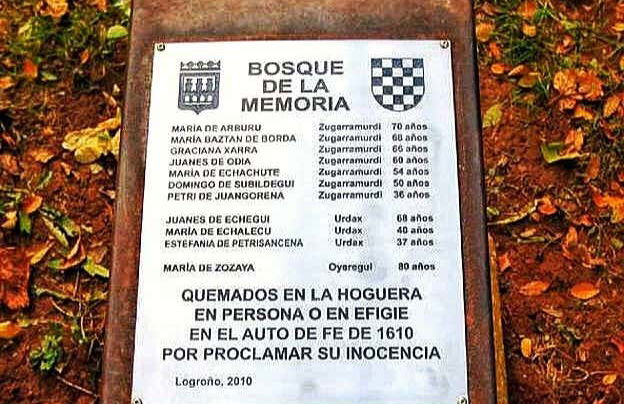 BOSQUE
DE LA
MEMORIA
MARÍA DE ARBURU Zugarramurdi 70 años
MARÍA BAZTAN DE BORDA Zugarramurdi 68 años
GRACIANA XARRA Zugarramurdi 66 años
JUANES DE ODIA Zugarramurdi 60 años
MARÍA DE ECHACHUTE Zugarramurdi 54 años
DOMINGO DE SUBILDEGUI Zugarramurdi 50 años
PETRI DE JUANGORENA Zugarramurdi 36 años
JUANES DE ECHEGUI Urdax 68 años
MARÍA DE ECHALECU Urdax 40 años
ESTEFANÍA DE PETRISANCENA Urdax 37 años
MARÍA DE ZOZAYA Oyeregui 80 años
QUEMADOS EN LA HOGUERA
EN PERSONA O EN EFIGIE
EN EL AUTO DE FE DE 1610
POR PROCLAMAR SU INOCENCIA
Logroño, 2010